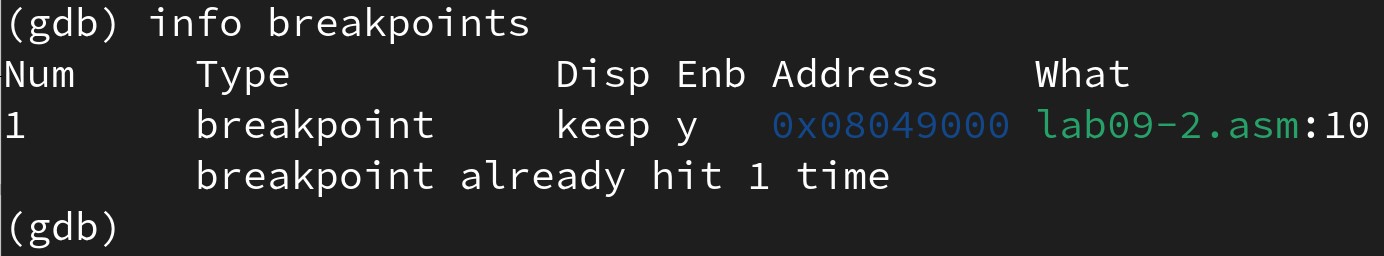 (gdb) info breakpoints
Num     Type           Disp Enb Address    What
1       breakpoint     keep y   0x08049000 lab09-2.asm:10
        breakpoint already hit 1 time
(gdb)